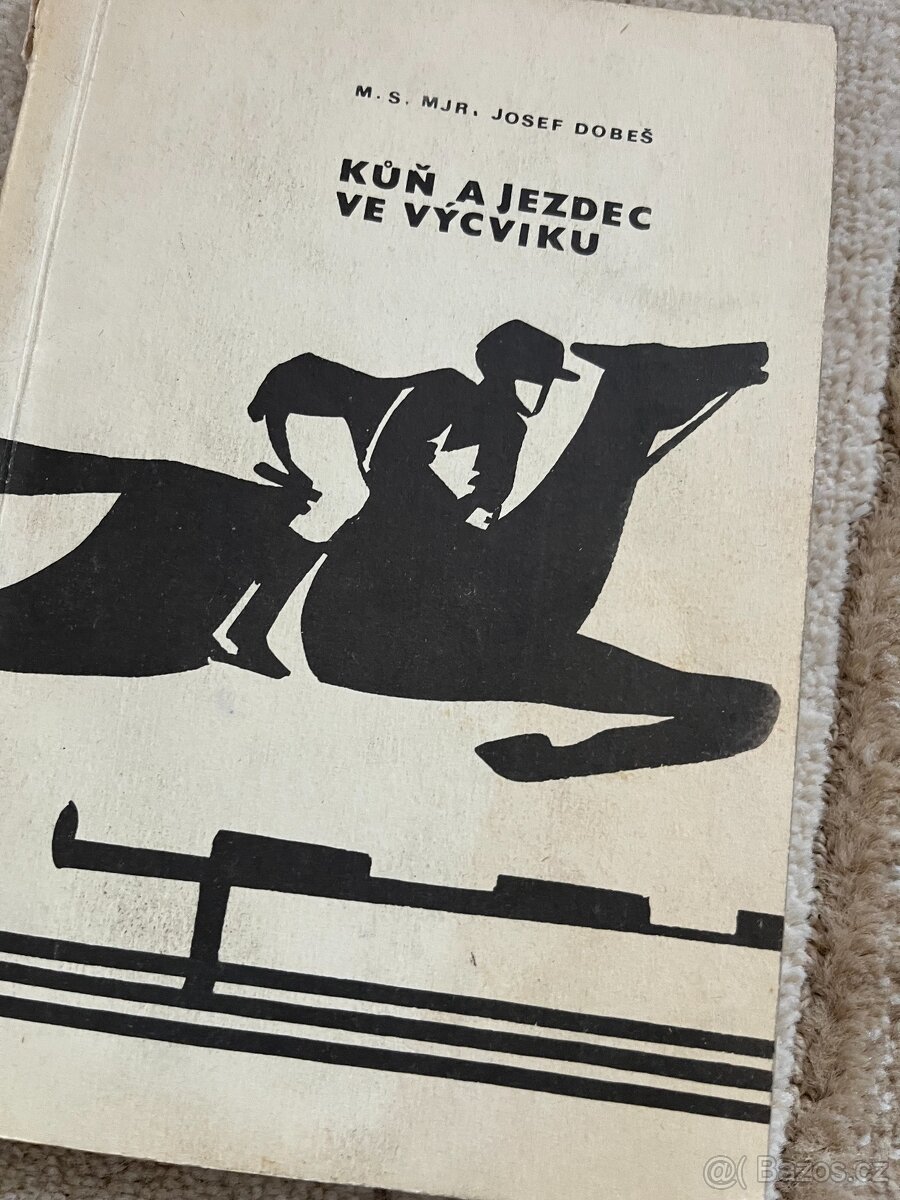 M. S. MJR, JOSEF DOBEŠ
KŮŇ A JEZDEC
VE VÝCVIKU
@( Bazos.cz